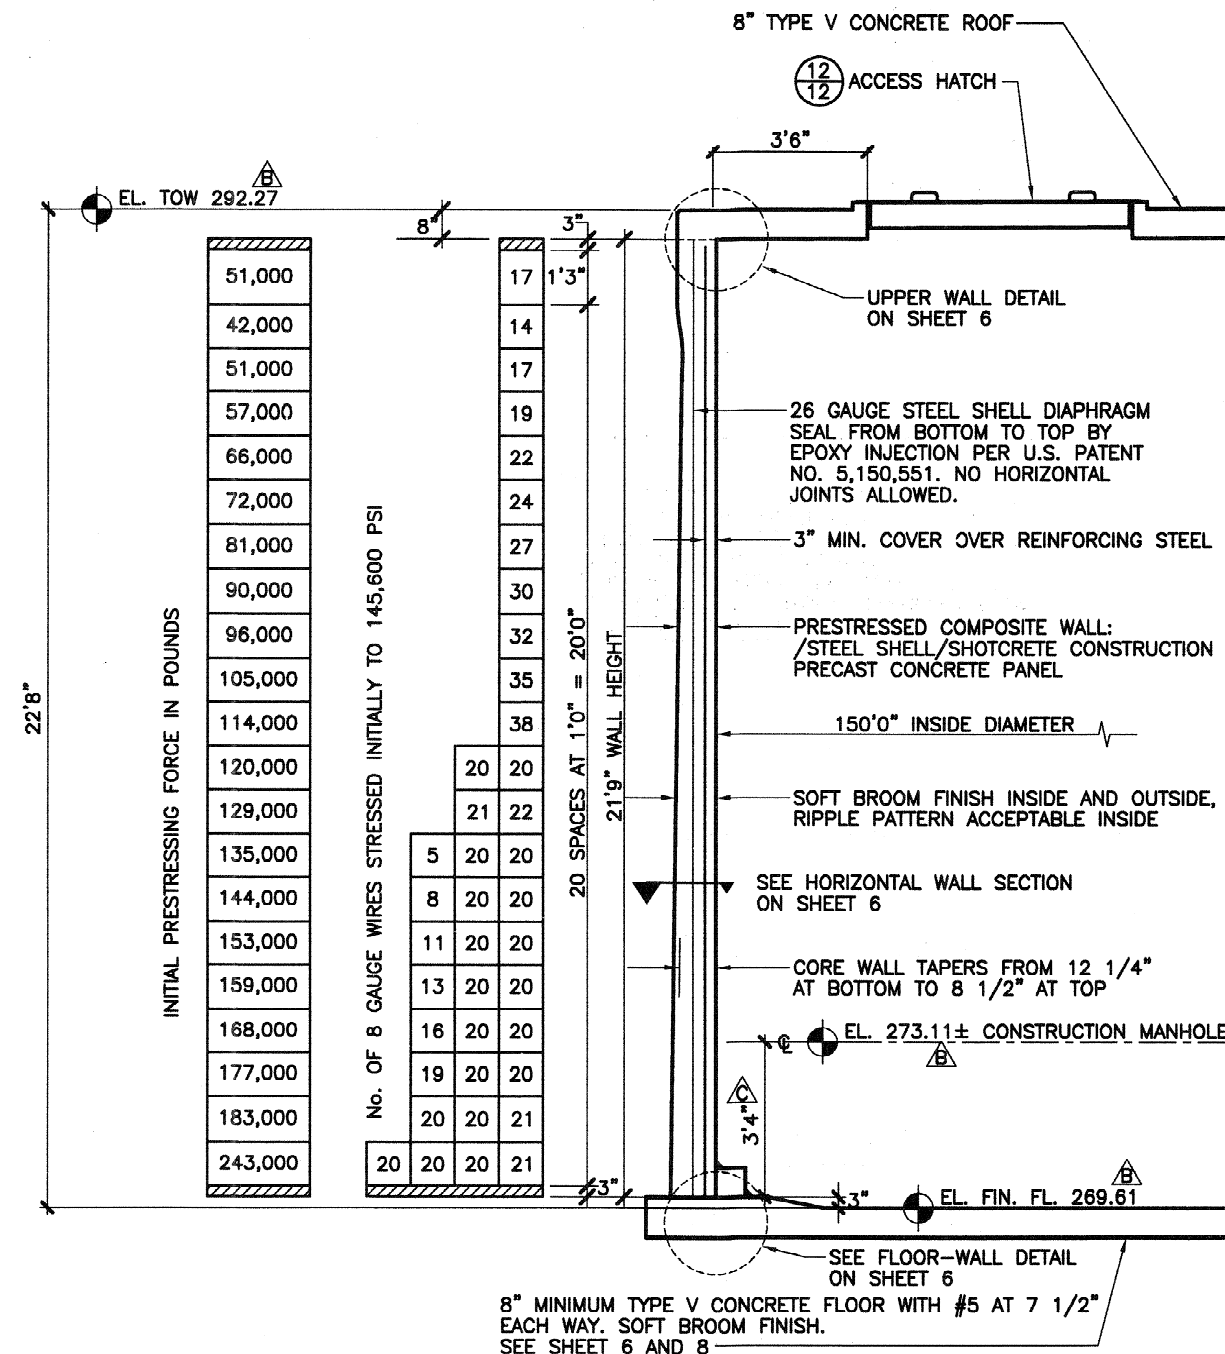 8" TYPE V CONCRETE ROOF
12
12
ACCESS HATCH
3'6"
B
EL. TOW 292.27
8"
3"
51,000
17
1'3"
42,000
14
51,000
17
57,000
19
66,000
22
72,000
24
81,000
27
90,000
30
96,000
32
105,000
35
114,000
38
120,000
20 20
129,000
21 22
135,000
5 20 20
144,000
8 20 20
153,000
11 20 20
159,000
13 20 20
168,000
16 20 20
177,000
19 20 20
183,000
20 20 21
243,000
20 20 20 21
3"
22'8"
INITIAL PRESTRESSING FORCE IN POUNDS
No. OF 8 GAUGE WIRES STRESSED INITIALLY TO 145,600 PSI
20 SPACES AT 1'0" = 20'0"
21'9" WALL HEIGHT
UPPER WALL DETAIL
ON SHEET 6
26 GAUGE STEEL SHELL DIAPHRAGM
SEAL FROM BOTTOM TO TOP BY
EPOXY INJECTION PER U.S. PATENT
NO. 5,150,551. NO HORIZONTAL
JOINTS ALLOWED.
3" MIN. COVER OVER REINFORCING STEEL
PRESTRESSED COMPOSITE WALL:
/STEEL SHELL/SHOTCRETE CONSTRUCTION
PRECAST CONCRETE PANEL
150'0" INSIDE DIAMETER
SOFT BROOM FINISH INSIDE AND OUTSIDE,
RIPPLE PATTERN ACCEPTABLE INSIDE
SEE HORIZONTAL WALL SECTION
ON SHEET 6
CORE WALL TAPERS FROM 12 1/4"
AT BOTTOM TO 8 1/2" AT TOP
℄ EL. 273.11± CONSTRUCTION MANHOLE
B
C
3'4"
B
3"
EL. FIN. FL. 269.61
SEE FLOOR-WALL DETAIL
ON SHEET 6
8" MINIMUM TYPE V CONCRETE FLOOR WITH #5 AT 7 1/2"
EACH WAY. SOFT BROOM FINISH.
SEE SHEET 6 AND 8